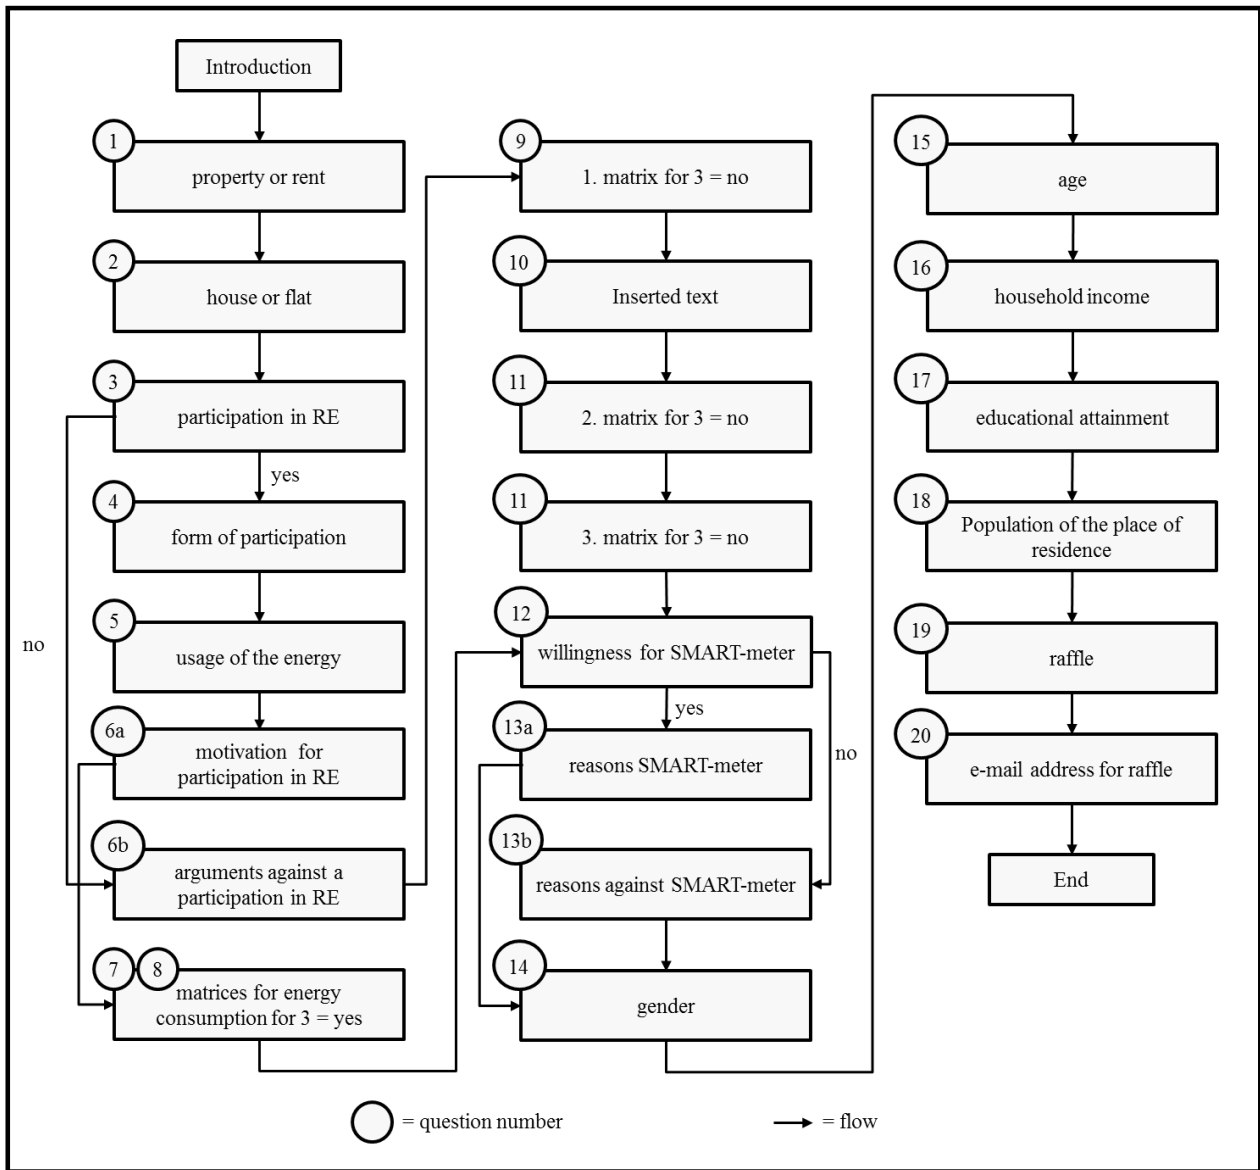 Introduction
1
property or rent
2
house or flat
3
participation in RE
yes
4
form of participation
5
usage of the energy
no
6a
motivation for
participation in RE
6b
arguments against a
participation in RE
7 8
matrices for energy
consumption for 3 = yes
9
1. matrix for 3 = no
10
Inserted text
11
2. matrix for 3 = no
11
3. matrix for 3 = no
12
willingness for SMART-meter
yes
no
13a
reasons SMART-meter
13b
reasons against SMART-meter
14
gender
15
age
16
household income
17
educational attainment
18
Population of the place of
residence
19
raffle
20
e-mail address for raffle
End
= question number
= flow